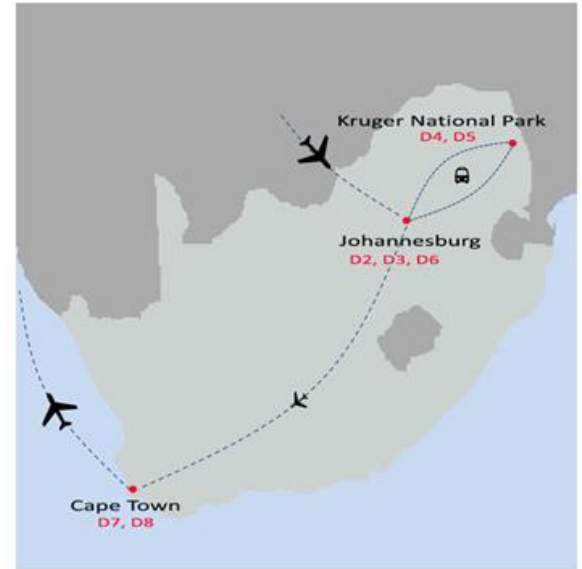 Kruger National Park
D4, D5
Johannesburg
D2, D3, D6
Cape Town
D7, D8